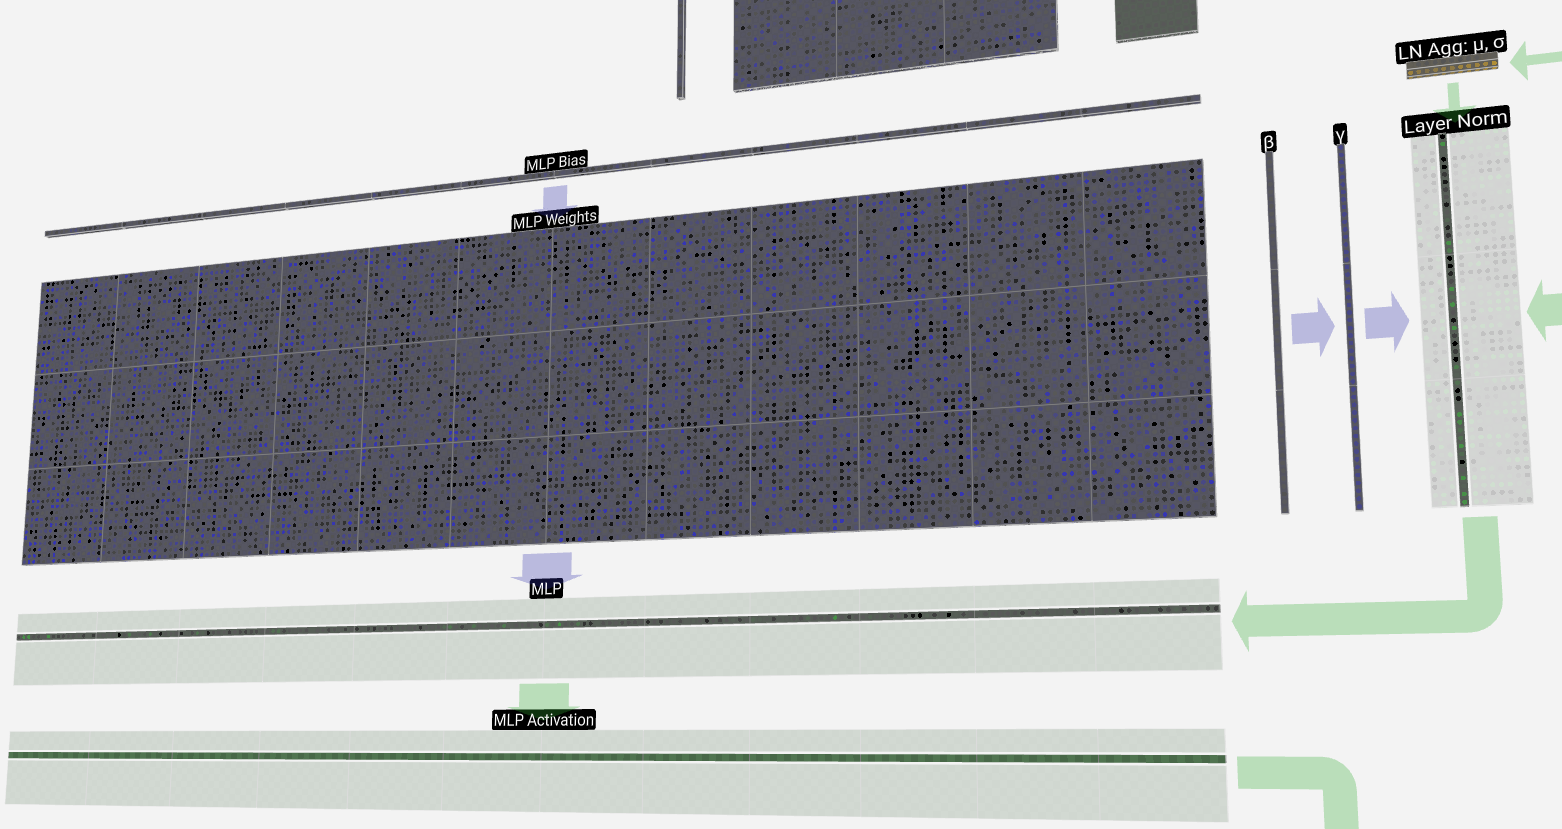 LN Agg: μ, σ
Layer Norm
β
γ
MLP Bias
MLP Weights
MLP
MLP Activation